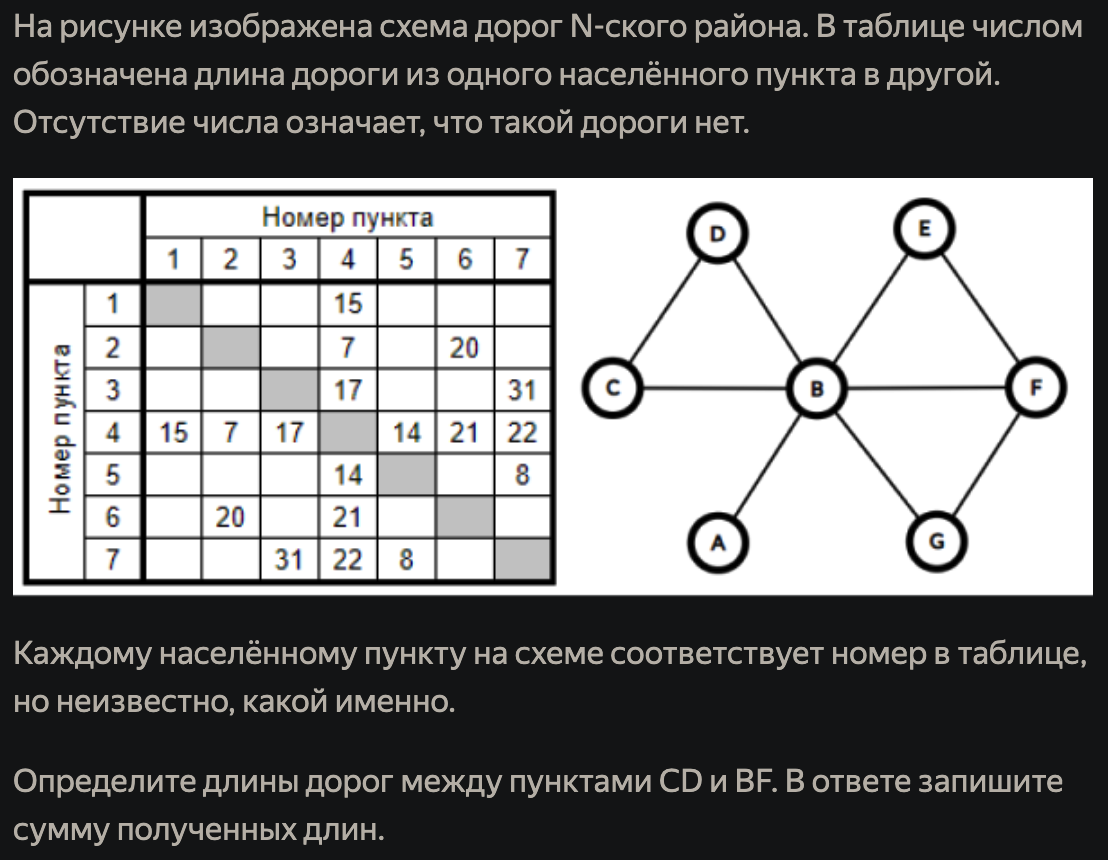 На рисунке изображена схема дорог N-ского района. В таблице числом
обозначена длина дороги из одного населённого пункта в другой.
Отсутствие числа означает, что такой дороги нет.
Номер пункта
1 2 3 4 5 6 7
Номер пункта
1 15
2 7 20
3 17 31
4 15 7 17 14 21 22
5 14 8
6 20 21
7 31 22 8
D E
C B F
A G
Каждому населённому пункту на схеме соответствует номер в таблице,
но неизвестно, какой именно.
Определите длины дорог между пунктами CD и BF. В ответе запишите
сумму полученных длин.